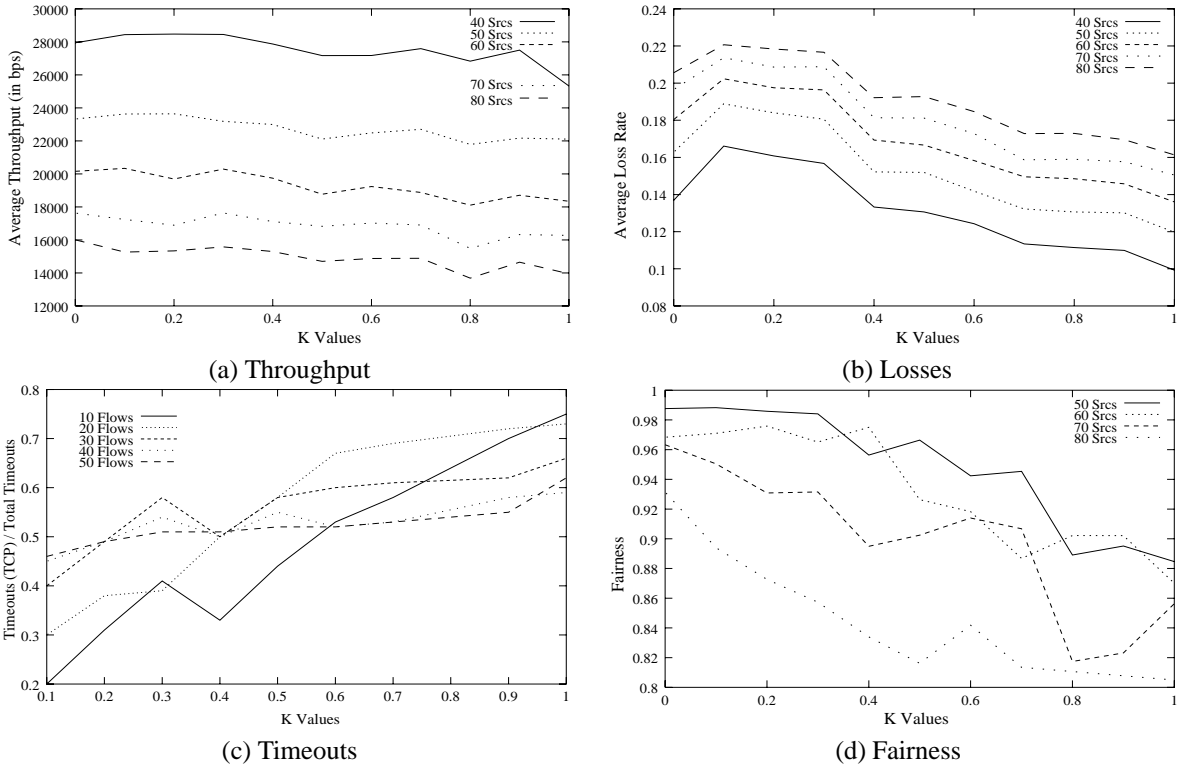 30000
28000
26000
24000
22000
20000
18000
16000
14000
12000
0
0.2
0.4
0.6
0.8
1
Average Throughput (in bps)
K Values
40 Srcs
50 Srcs
60 Srcs
70 Srcs
80 Srcs
(a) Throughput
0.24
0.22
0.2
0.18
0.16
0.14
0.12
0.1
0.08
0
0.2
0.4
0.6
0.8
1
Average Loss Rate
K Values
40 Srcs
50 Srcs
60 Srcs
70 Srcs
80 Srcs
(b) Losses
0.8
0.7
0.6
0.5
0.4
0.3
0.2
0.1
0.2
0.3
0.4
0.5
0.6
0.7
0.8
0.9
1
Timeouts (TCP) / Total Timeouts
K Values
10 Flows
20 Flows
30 Flows
40 Flows
50 Flows
(c) Timeouts
1
0.98
0.96
0.94
0.92
0.9
0.88
0.86
0.84
0.82
0.8
0
0.2
0.4
0.6
0.8
1
Fairness
K Values
50 Srcs
60 Srcs
70 Srcs
80 Srcs
(d) Fairness